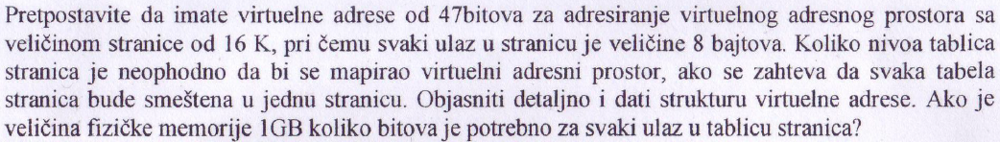 Pretpostavite da imate virtuelne adrese od 47bitova za adresiranje virtuelnog adresnog prostora sa
veličinom stranice od 16 K, pri čemu svaki ulaz u stranicu je veličine 8 bajtova. Koliko nivoa tablica
stranica je neophodno da bi se mapirao virtuelni adresni prostor, ako se zahteva da svaka tabela
stranica bude smeštena u jednu stranicu. Objasniti detaljno i dati strukturu virtuelne adrese. Ako je
veličina fizičke memorije 1GB koliko bitova je potrebno za svaki ulaz u tablicu stranica?